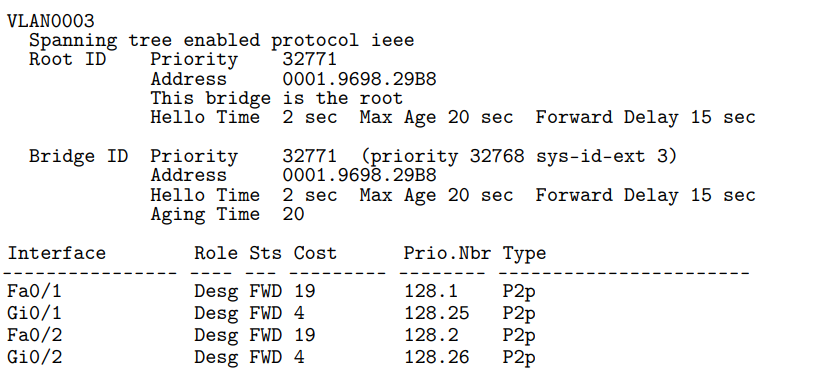 VLAN0003
  Spanning tree enabled protocol ieee
  Root ID    Priority    32771
             Address     0001.9698.29B8
             This bridge is the root
             Hello Time  2 sec  Max Age 20 sec  Forward Delay 15 sec

  Bridge ID  Priority    32771  (priority 32768 sys-id-ext 3)
             Address     0001.9698.29B8
             Hello Time  2 sec  Max Age 20 sec  Forward Delay 15 sec
             Aging Time  20

Interface        Role Sts Cost      Prio.Nbr Type
---------------- ---- --- --------- -------- -----------------------
Fa0/1            Desg FWD 19        128.1    P2p
Gi0/1            Desg FWD 4         128.25   P2p
Fa0/2            Desg FWD 19        128.2    P2p
Gi0/2            Desg FWD 4         128.26   P2p